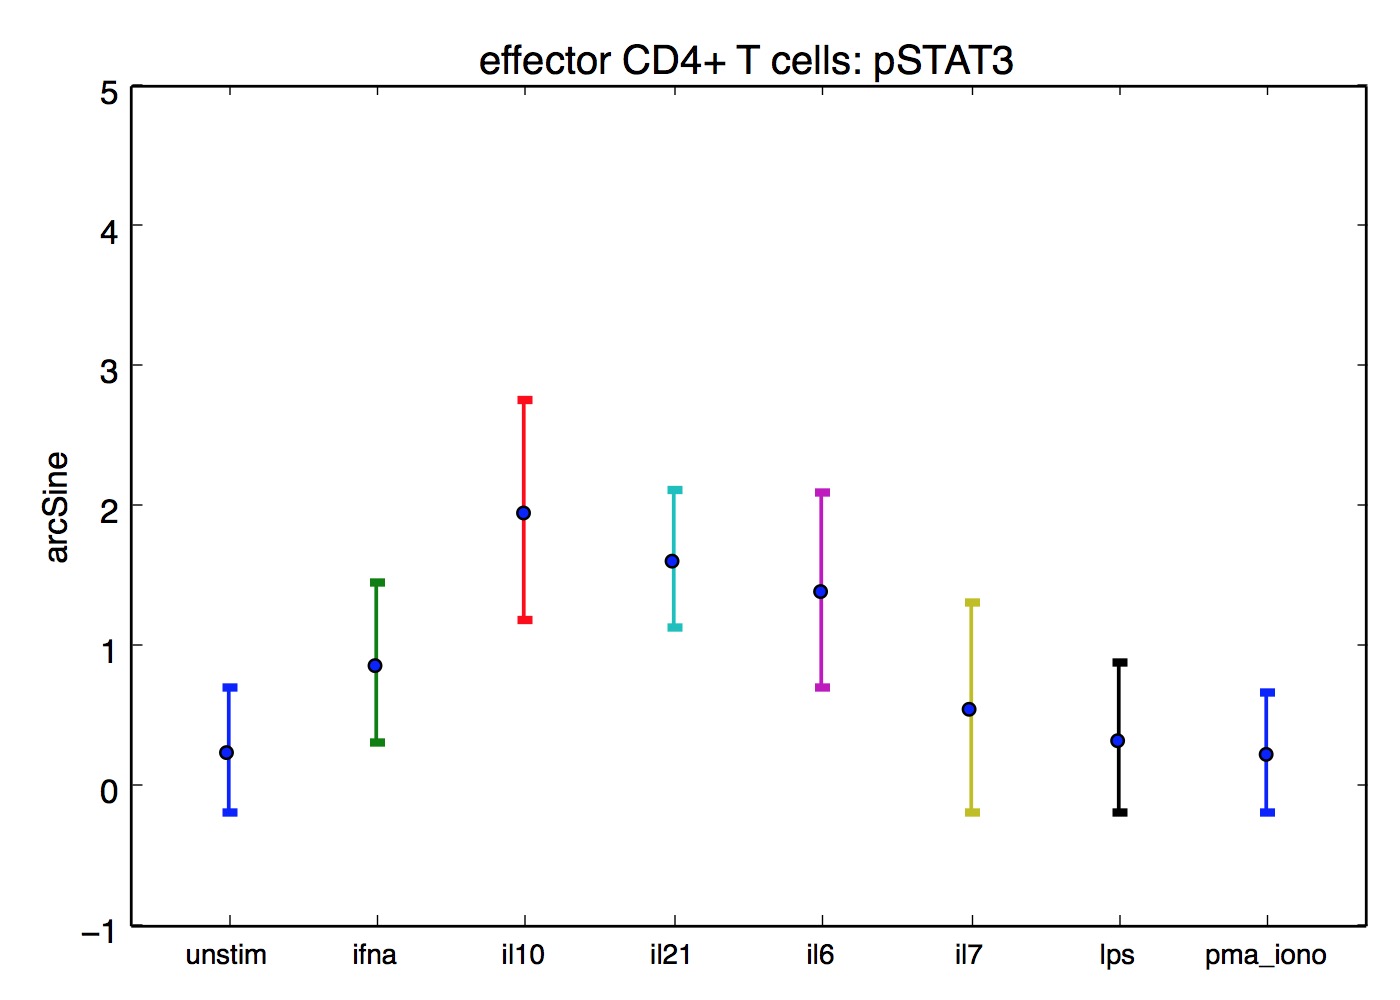 effector CD4+ T cells: pSTAT3
5
4
3
2
1
0
−1
arcSine
unstim ifna il10 il21 il6 il7 lps pma_iono